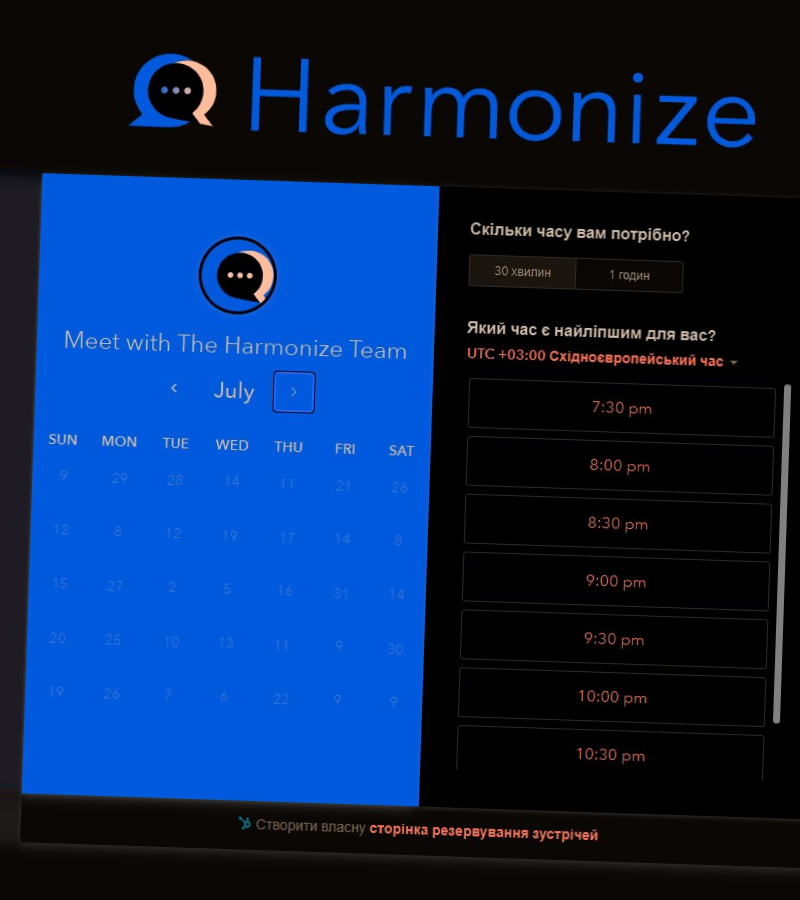 Harmonize
Meet with The Harmonize Team
July
SUN MON TUE WED THU FRI SAT
9 29 28 14 11 21 26
12 8 12 19 17 14 8
15 27 2 5 16 31 14
20 25 10 13 11 9 30
19 26 7 6 22 9 9
Скільки часу вам потрібно?
30 хвилин 1 годин
Який час є найліпшим для вас?
UTC +03:00 Східноєвропейський час
7:30 pm
8:00 pm
8:30 pm
9:00 pm
9:30 pm
10:00 pm
10:30 pm
Створити власну сторінка резервування зустрічей